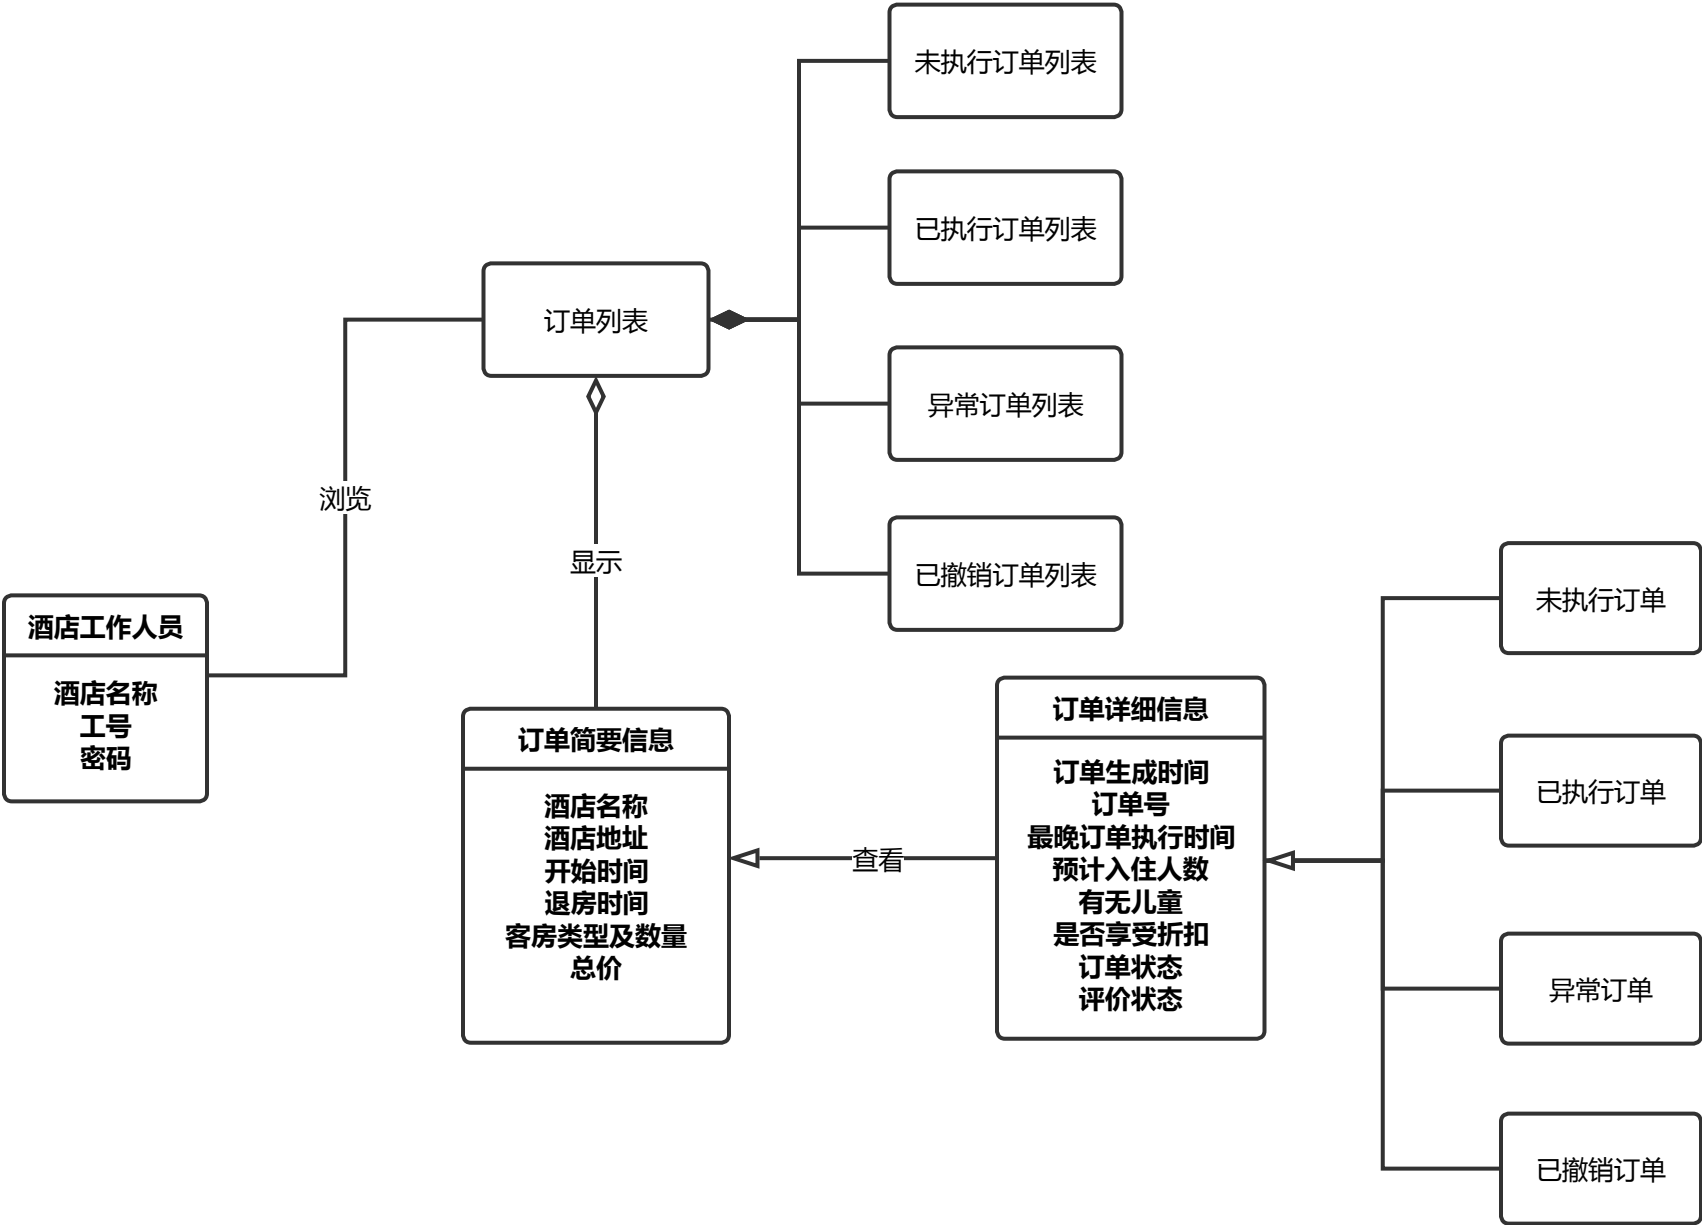 未执行订单列表
已执行订单列表
订单列表
异常订单列表
浏览
显示
已撤销订单列表
酒店工作人员
酒店名称
工号
密码
订单简要信息
酒店名称
酒店地址
开始时间
退房时间
客房类型及数量
总价
查看
订单详细信息
订单生成时间
订单号
最晚订单执行时间
预计入住人数
有无儿童
是否享受折扣
订单状态
评价状态
未执行订单
已执行订单
异常订单
已撤销订单